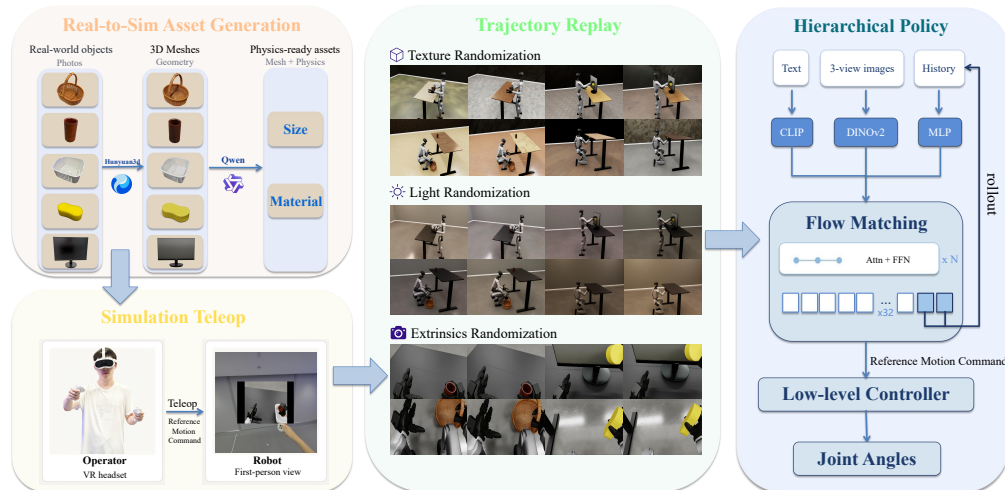 Real-to-Sim Asset Generation
Real-world objects
Photos
3D Meshes
Geometry
Physics-ready assets
Mesh + Physics
Hunyuan3d
Qwen
Size
Material
Simulation Teleop
Teleop
Reference
Motion
Command
Operator
VR headset
Robot
First-person view
Trajectory Replay
Texture Randomization
Light Randomization
Extrinsics Randomization
Hierarchical Policy
Text
3-view images
History
CLIP
DINOv2
MLP
rollout
Flow Matching
Attn + FFN
x N
...
x32
Reference Motion Command
Low-level Controller
Joint Angles